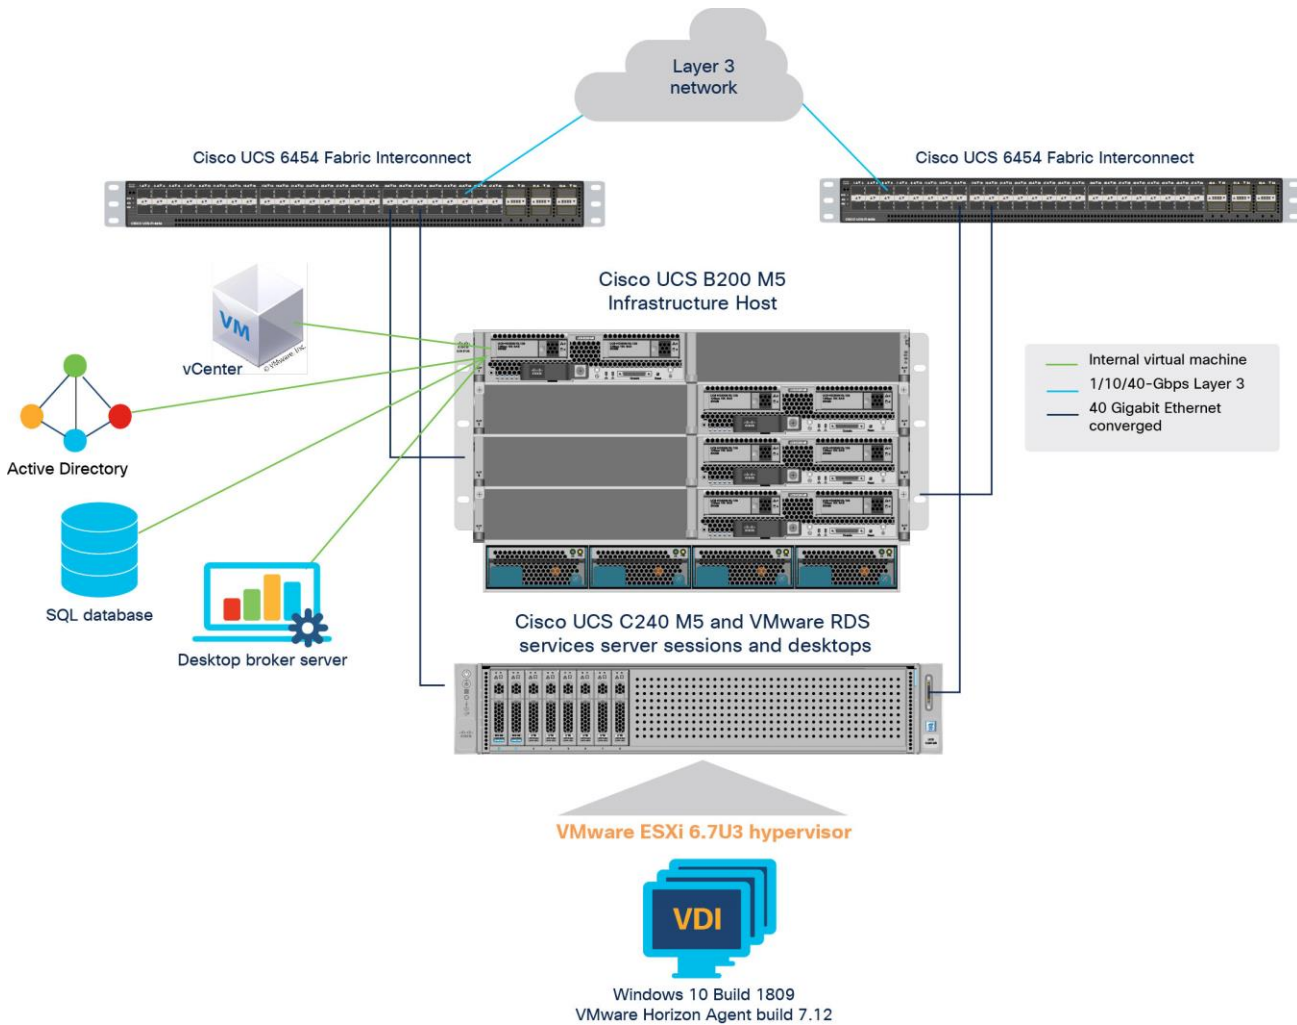 Layer 3
network
Cisco UCS 6454 Fabric Interconnect
Cisco UCS 6454 Fabric Interconnect
Cisco UCS B200 M5
Infrastructure Host
VM
© VMware, Inc.
vCenter
Internal virtual machine
1/10/40-Gbps Layer 3
40 Gigabit Ethernet
converged
Active Directory
SQL database
Desktop broker server
Cisco UCS C240 M5 and VMware RDS
services server sessions and desktops
VMware ESXi 6.7U3 hypervisor
VDI
Windows 10 Build 1809
VMware Horizon Agent build 7.12